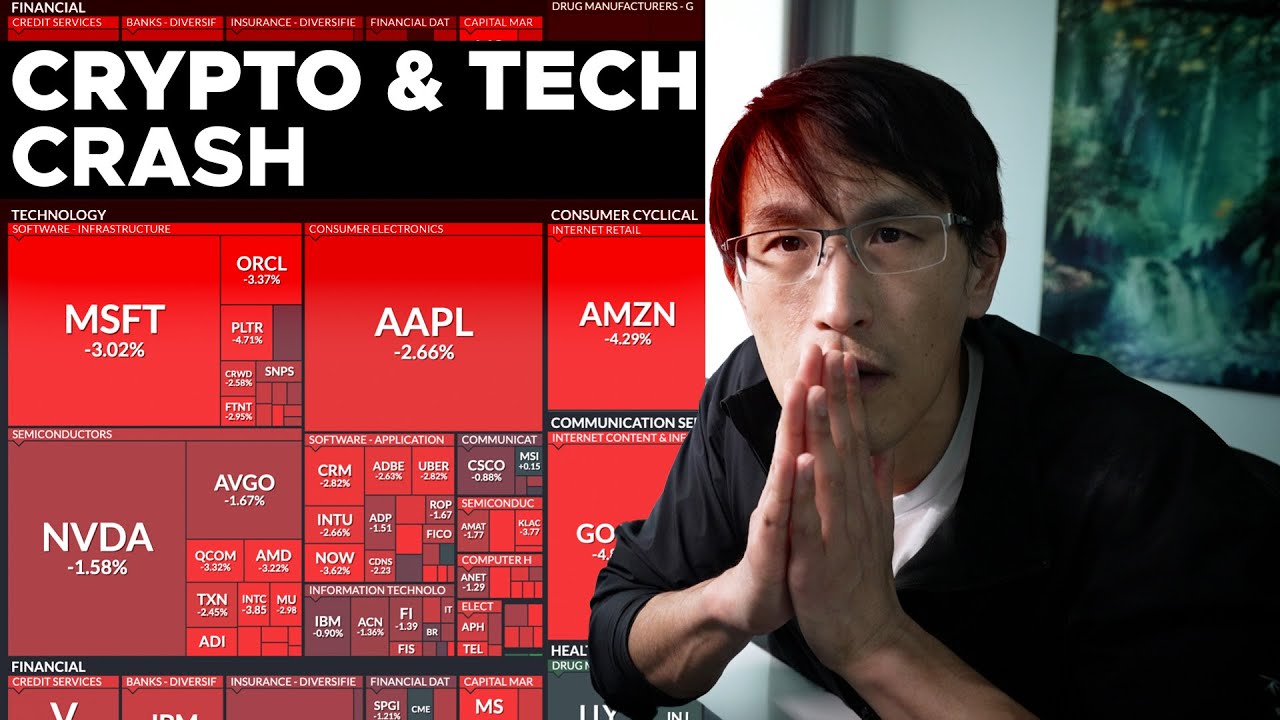 FINANCIAL
CREDIT SERVICES
BANKS - DIVERSIF
INSURANCE - DIVERSIFIE
FINANCIAL DAT
CAPITAL MAR
DRUG MANUFACTURERS - G
CRYPTO & TECH
CRASH
TECHNOLOGY
SOFTWARE - INFRASTRUCTURE
MSFT
-3.02%
ORCL
-3.37%
PLTR
-4.71%
CRWD
-2.58%
SNPS
FTNT
-2.95%
CONSUMER ELECTRONICS
AAPL
-2.66%
CONSUMER CYCLICAL
INTERNET RETAIL
AMZN
-4.29%
SEMICONDUCTORS
NVDA
-1.58%
AVGO
-1.67%
QCOM
-3.32%
AMD
-3.22%
TXN
-2.45%
INTC
-3.85
MU
-2.98
ADI
SOFTWARE - APPLICATION
CRM
-2.82%
ADBE
-2.63%
UBER
-2.82%
INTU
-2.66%
ADP
-1.51
ROP
-1.67
FICO
NOW
-3.62%
CDNS
-2.23
COMMUNICAT
CSCO
-0.88%
MSI
+0.15
SEMICONDUC
AMAT
-1.77
KLAC
-3.77
COMPUTER H
ANET
-1.29
INFORMATION TECHNOLO
IBM
-0.90%
ACN
-1.36%
FI
-1.39
IT
BR
FIS
ELECT
APH
TEL
COMMUNICATION SE
INTERNET CONTENT & INF
GO
-4.
HEAL
DRUG M
FINANCIAL
CREDIT SERVICES
V
BANKS - DIVERSIF
JPM
INSURANCE - DIVERSIFIE
FINANCIAL DAT
SPGI
-1.21%
CME
CAPITAL MAR
MS
LLY
JNJ